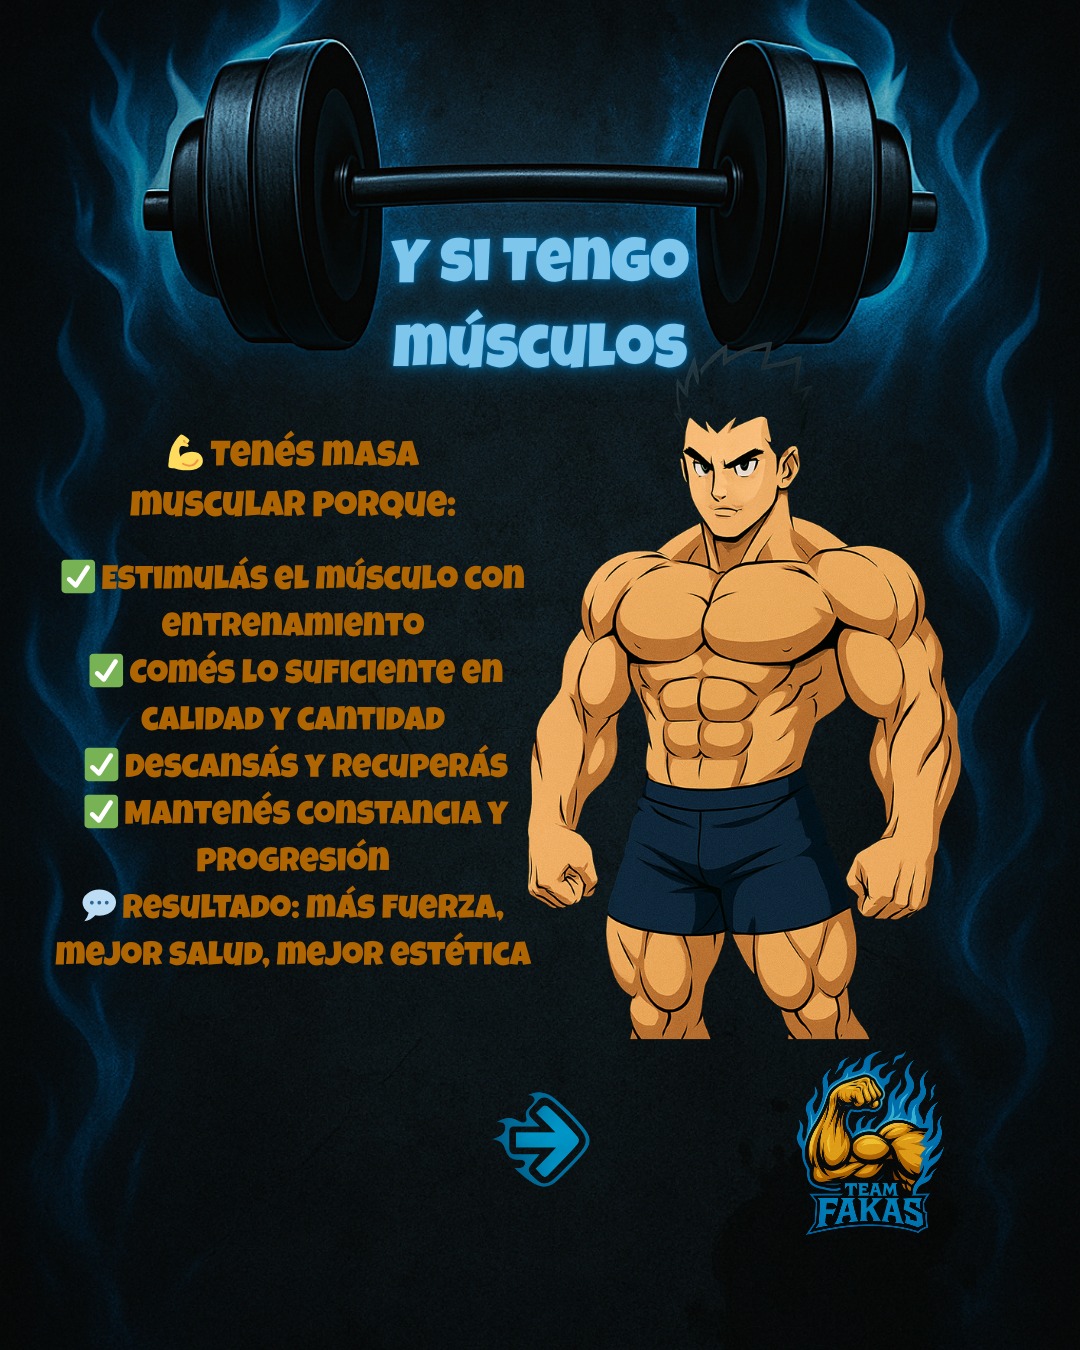 Y si tengo
músculos
💪 Tenés masa
muscular porque:
✅ Estimulás el músculo con
entrenamiento
✅ Comés lo suficiente en
calidad y cantidad
✅ Descansás y recuperás
✅ Mantenés constancia y
progresión
💬 Resultado: más fuerza,
mejor salud, mejor estética
TEAM
FAKAS